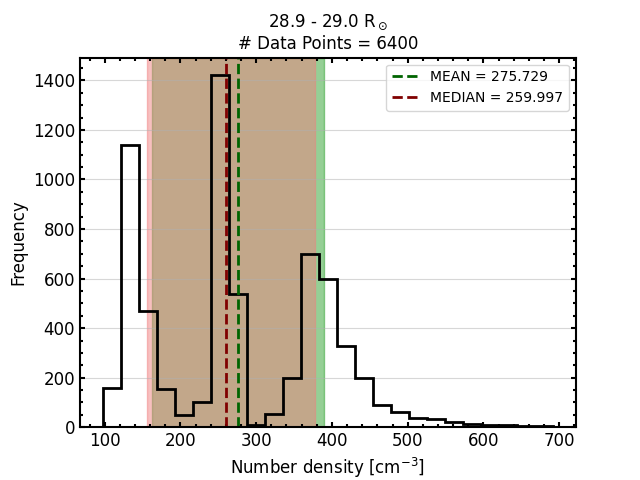 28.9 - 29.0 R⊙
# Data Points = 6400
MEAN = 275.729
MEDIAN = 259.997
Frequency
1400
1200
1000
800
600
400
200
0
100 200 300 400 500 600 700
Number density [cm⁻³]